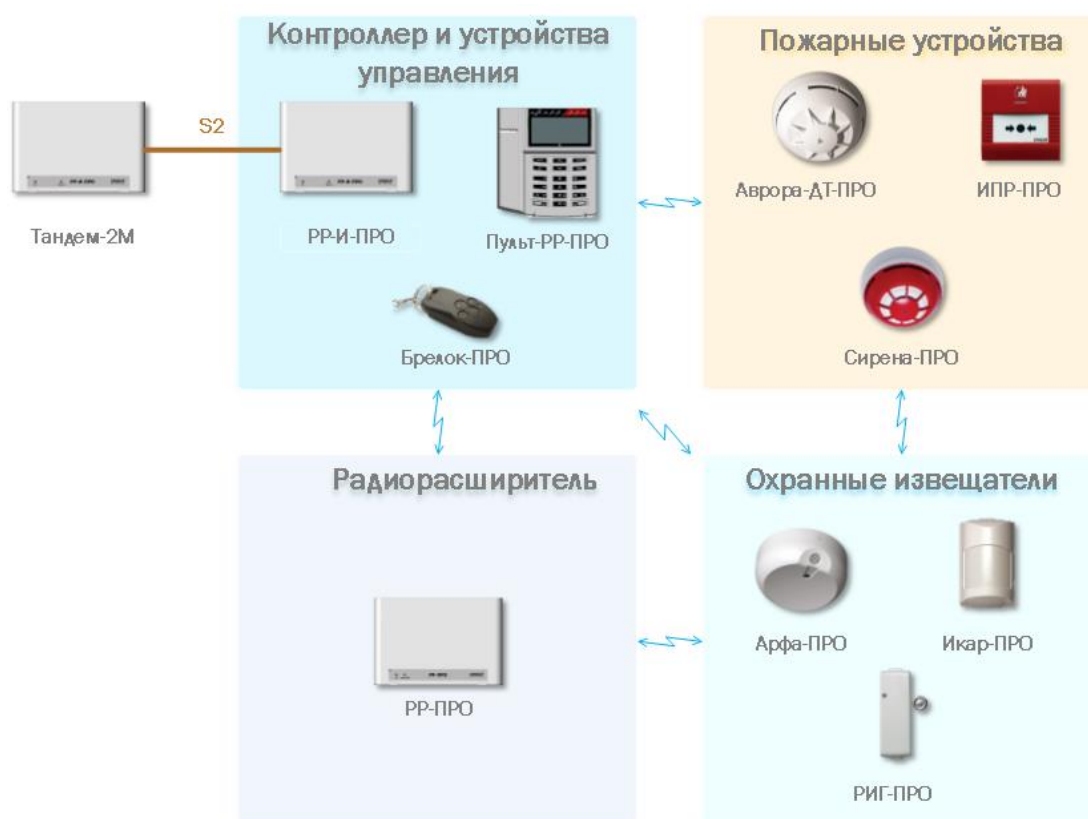 Контроллер и устройства
управления
Пожарные устройства
S2
Тандем-2М
РР-И-ПРО
Пульт-РР-ПРО
Аврора-ДТ-ПРО
ИПР-ПРО
Брелок-ПРО
Сирена-ПРО
Радиорасширитель
Охранные извещатели
РР-ПРО
Арфа-ПРО
Икар-ПРО
РИГ-ПРО